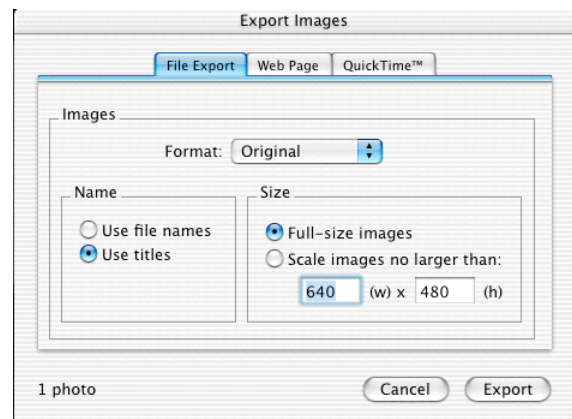 Export Images
File Export Web Page QuickTime™
Images
Format: Original
Name
Use file names
Use titles
Size
Full-size images
Scale images no larger than:
640 (w) x 480 (h)
1 photo Cancel Export